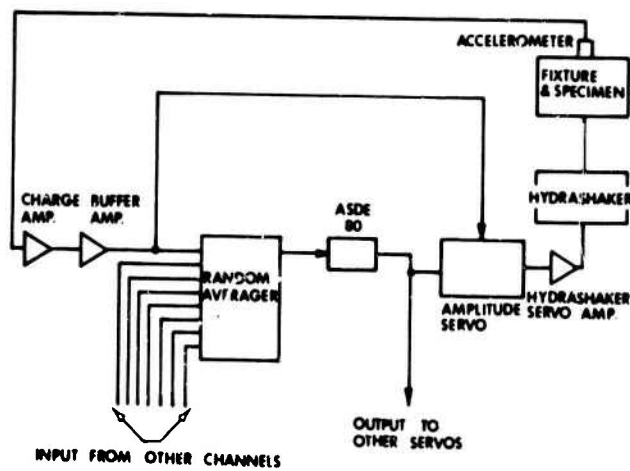 ACCELEROMETER
FIXTURE
& SPECIMEN
HYDRASHAKER
CHARGE BUFFER
AMP. AMP.
ASDE
80
RANDOM
AVERAGER
AMPLITUDE
SERVO
HYDRASHAKER
SERVO AMP.
OUTPUT TO
OTHER SERVOS
INPUT FROM OTHER CHANNELS